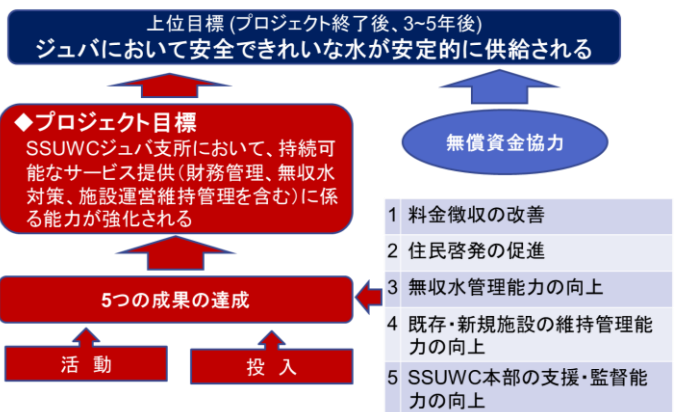 上位目標 (プロジェクト終了後、3~5年後)
ジュバにおいて安全できれいな水が安定的に供給される
◆プロジェクト目標
SSUWCジュバ支所において、持続可
能なサービス提供(財務管理、無収水
対策、施設運営維持管理を含む)に係
る能力が強化される
無償資金協力
5つの成果の達成
活 動
投 入
1 料金徴収の改善
2 住民啓発の促進
3 無収水管理能力の向上
4 既存・新規施設の維持管理能
力の向上
5 SSUWC本部の支援・監督能
力の向上